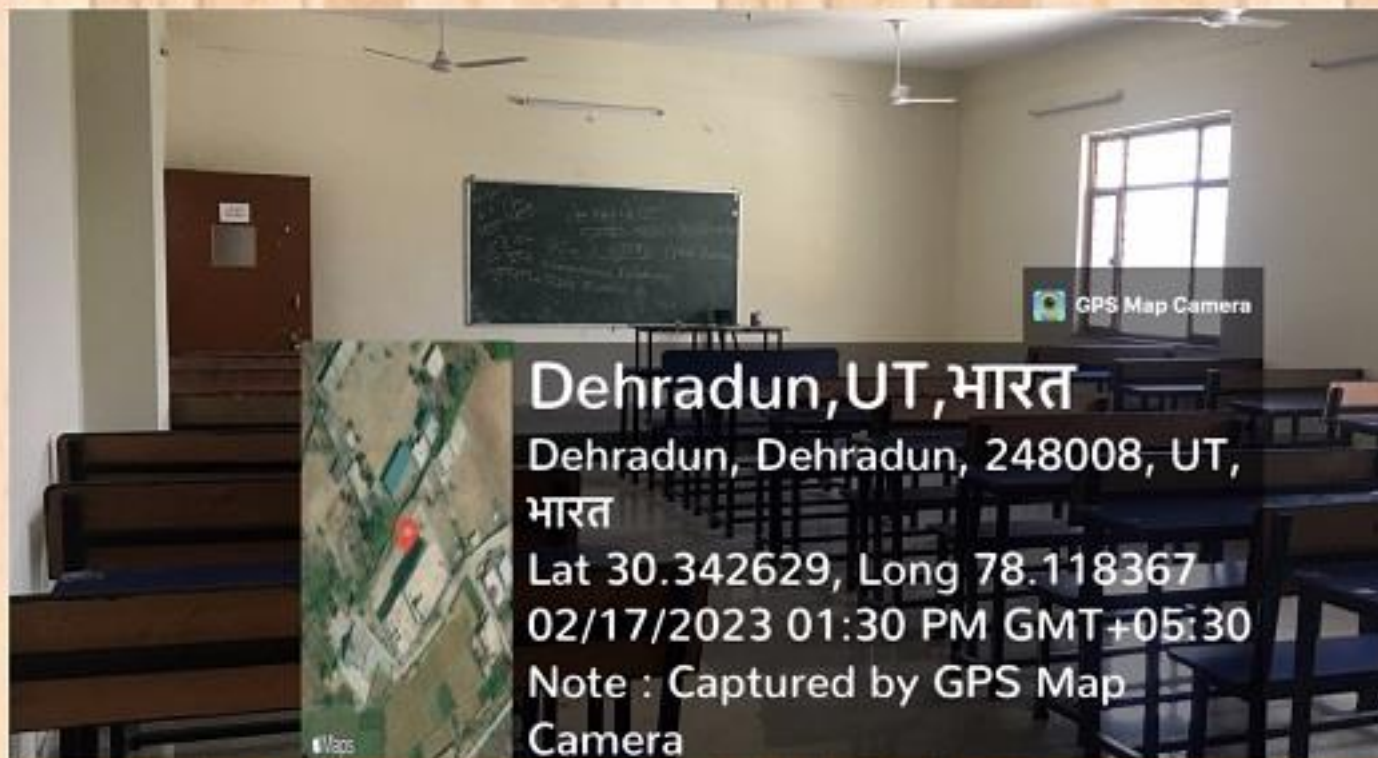 GPS Map Camera
Dehradun,UT,भारत
Dehradun, Dehradun, 248008, UT,
भारत
Lat 30.342629, Long 78.118367
02/17/2023 01:30 PM GMT+05:30
Note : Captured by GPS Map
Camera
Maps